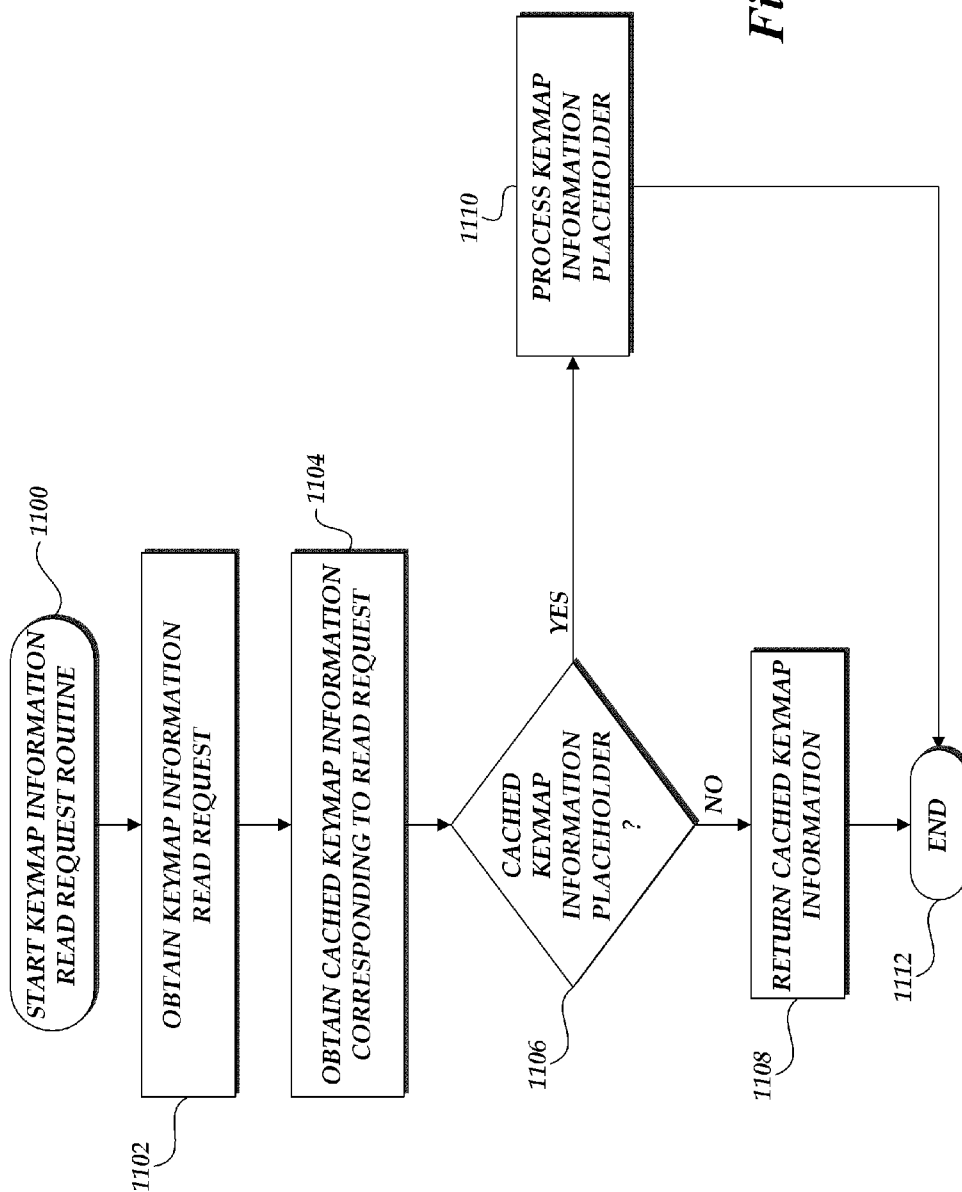 START KEYMAP INFORMATION
READ REQUEST ROUTINE
1100
OBTAIN KEYMAP INFORMATION
READ REQUEST
1102
1104
OBTAIN CACHED KEYMAP INFORMATION
CORRESPONDING TO READ REQUEST
CACHED
KEYMAP
INFORMATION
PLACEHOLDER
?
1106
YES
NO
1110
PROCESS KEYMAP
INFORMATION
PLACEHOLDER
RETURN CACHED KEYMAP
INFORMATION
1108
END
1112